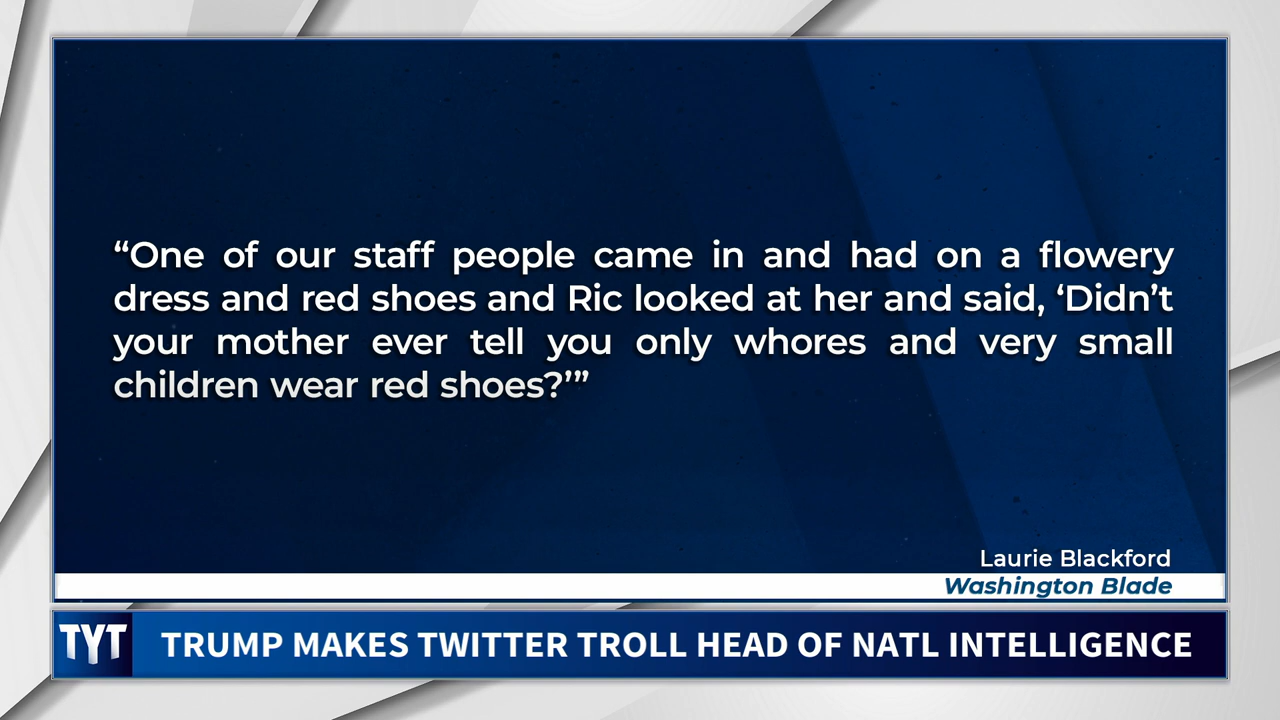 “One of our staff people came in and had on a flowery
dress and red shoes and Ric looked at her and said, ‘Didn’t
your mother ever tell you only whores and very small
children wear red shoes?’”
Laurie Blackford
Washington Blade
TYT TRUMP MAKES TWITTER TROLL HEAD OF NATL INTELLIGENCE